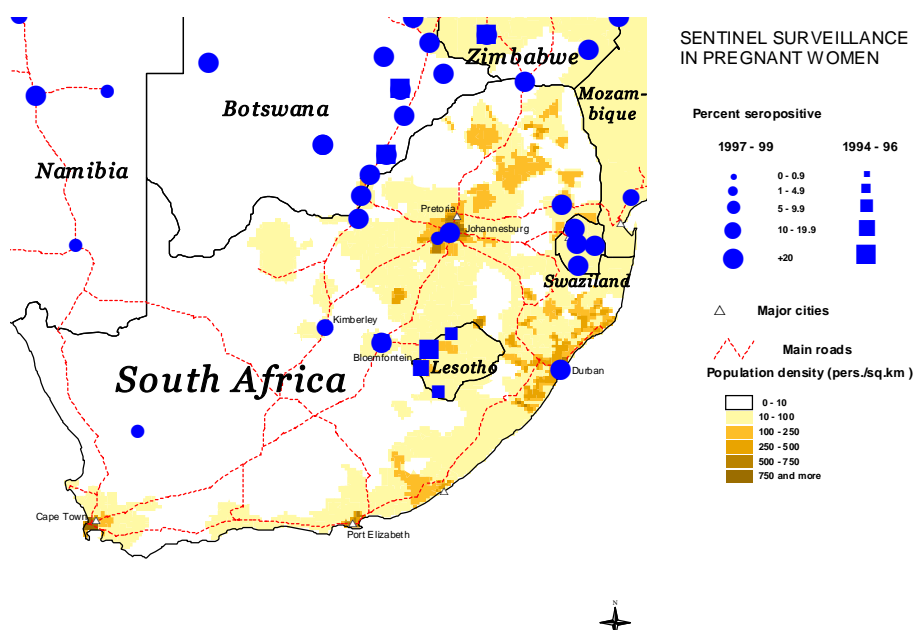 SENTINEL SURVEILLANCE
IN PREGNANT WOMEN
Percent seropositive
1997 - 99
1994 - 96
0 - 0.9
1 - 4.9
5 - 9.9
10 - 19.9
+20
Major cities
Main roads
Population density (pers./sq.km )
0 - 10
10 - 100
100 - 250
250 - 500
500 - 750
750 and more
Zimbabwe
Mozam-
bique
Botswana
Namibia
Pretoria
Johannesburg
Swaziland
Kimberley
Bloemfontein
Lesotho
South Africa
Durban
Cape Town
Port Elizabeth
N